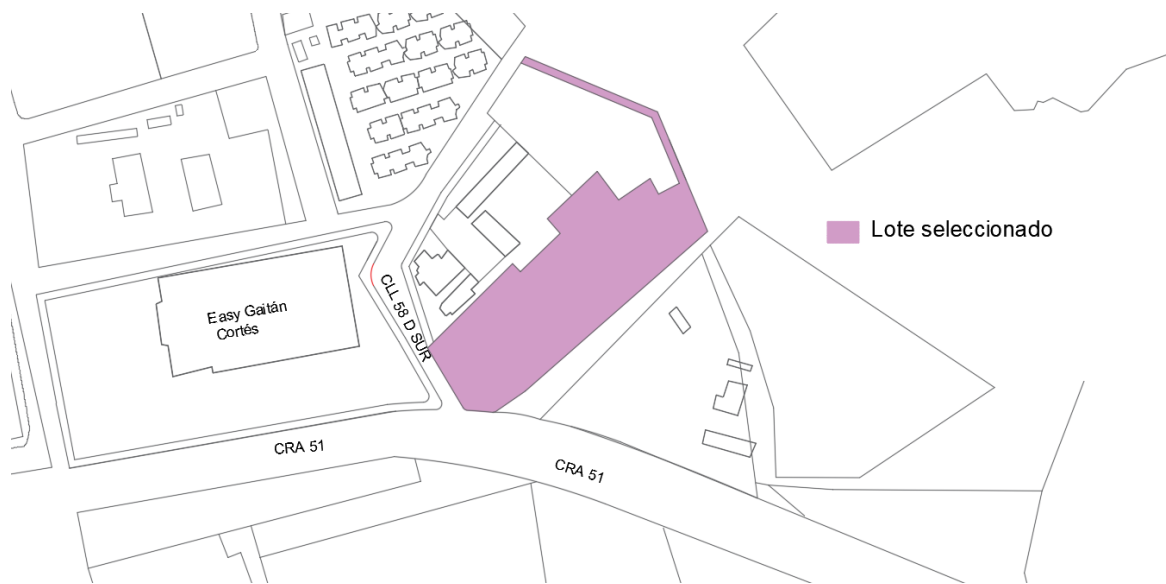 Lote seleccionado
Easy Gaitán
Cortés
CLL 58 D SUR
CRA 51
CRA 51